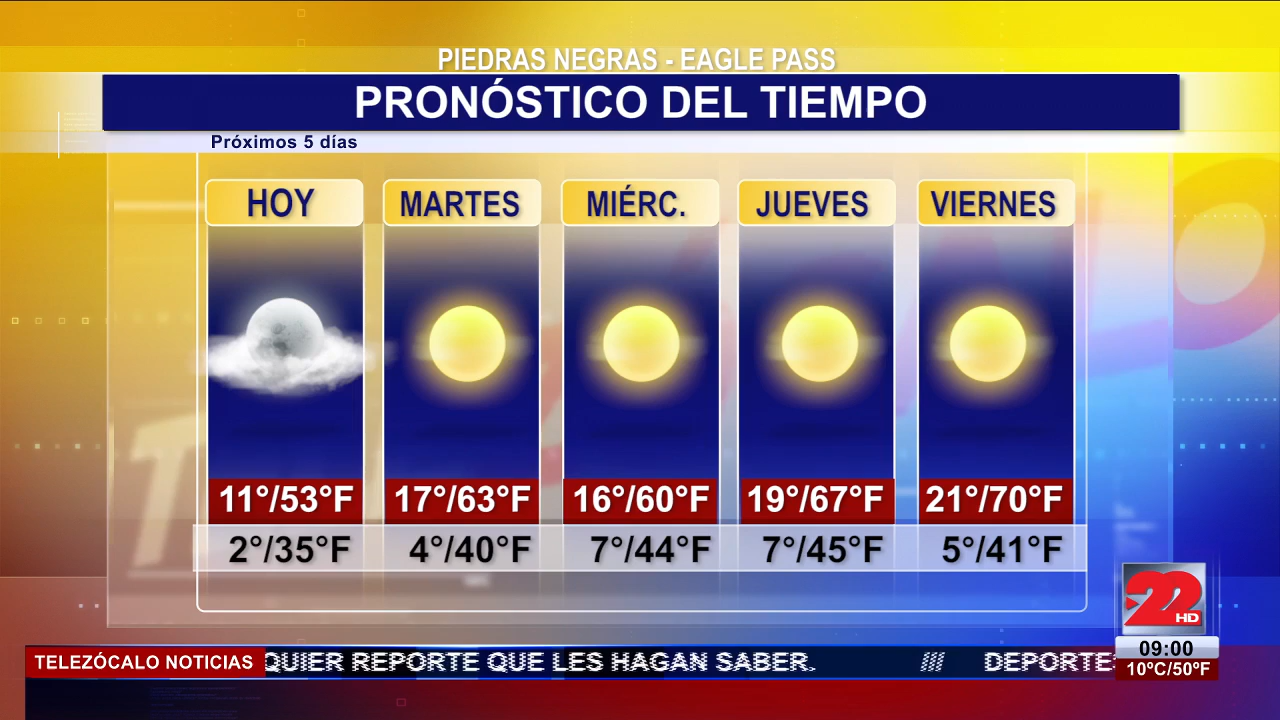 PIEDRAS NEGRAS - EAGLE PASS
PRONÓSTICO DEL TIEMPO
Próximos 5 días
HOY MARTES MIÉRC. JUEVES VIERNES
11°/53°F 17°/63°F 16°/60°F 19°/67°F 21°/70°F
2°/35°F 4°/40°F 7°/44°F 7°/45°F 5°/41°F
22 HD
09:00
TELEZÓCALO NOTICIAS QUIER REPORTE QUE LES HAGAN SABER. /// DEPORTE
10ºC/50ºF